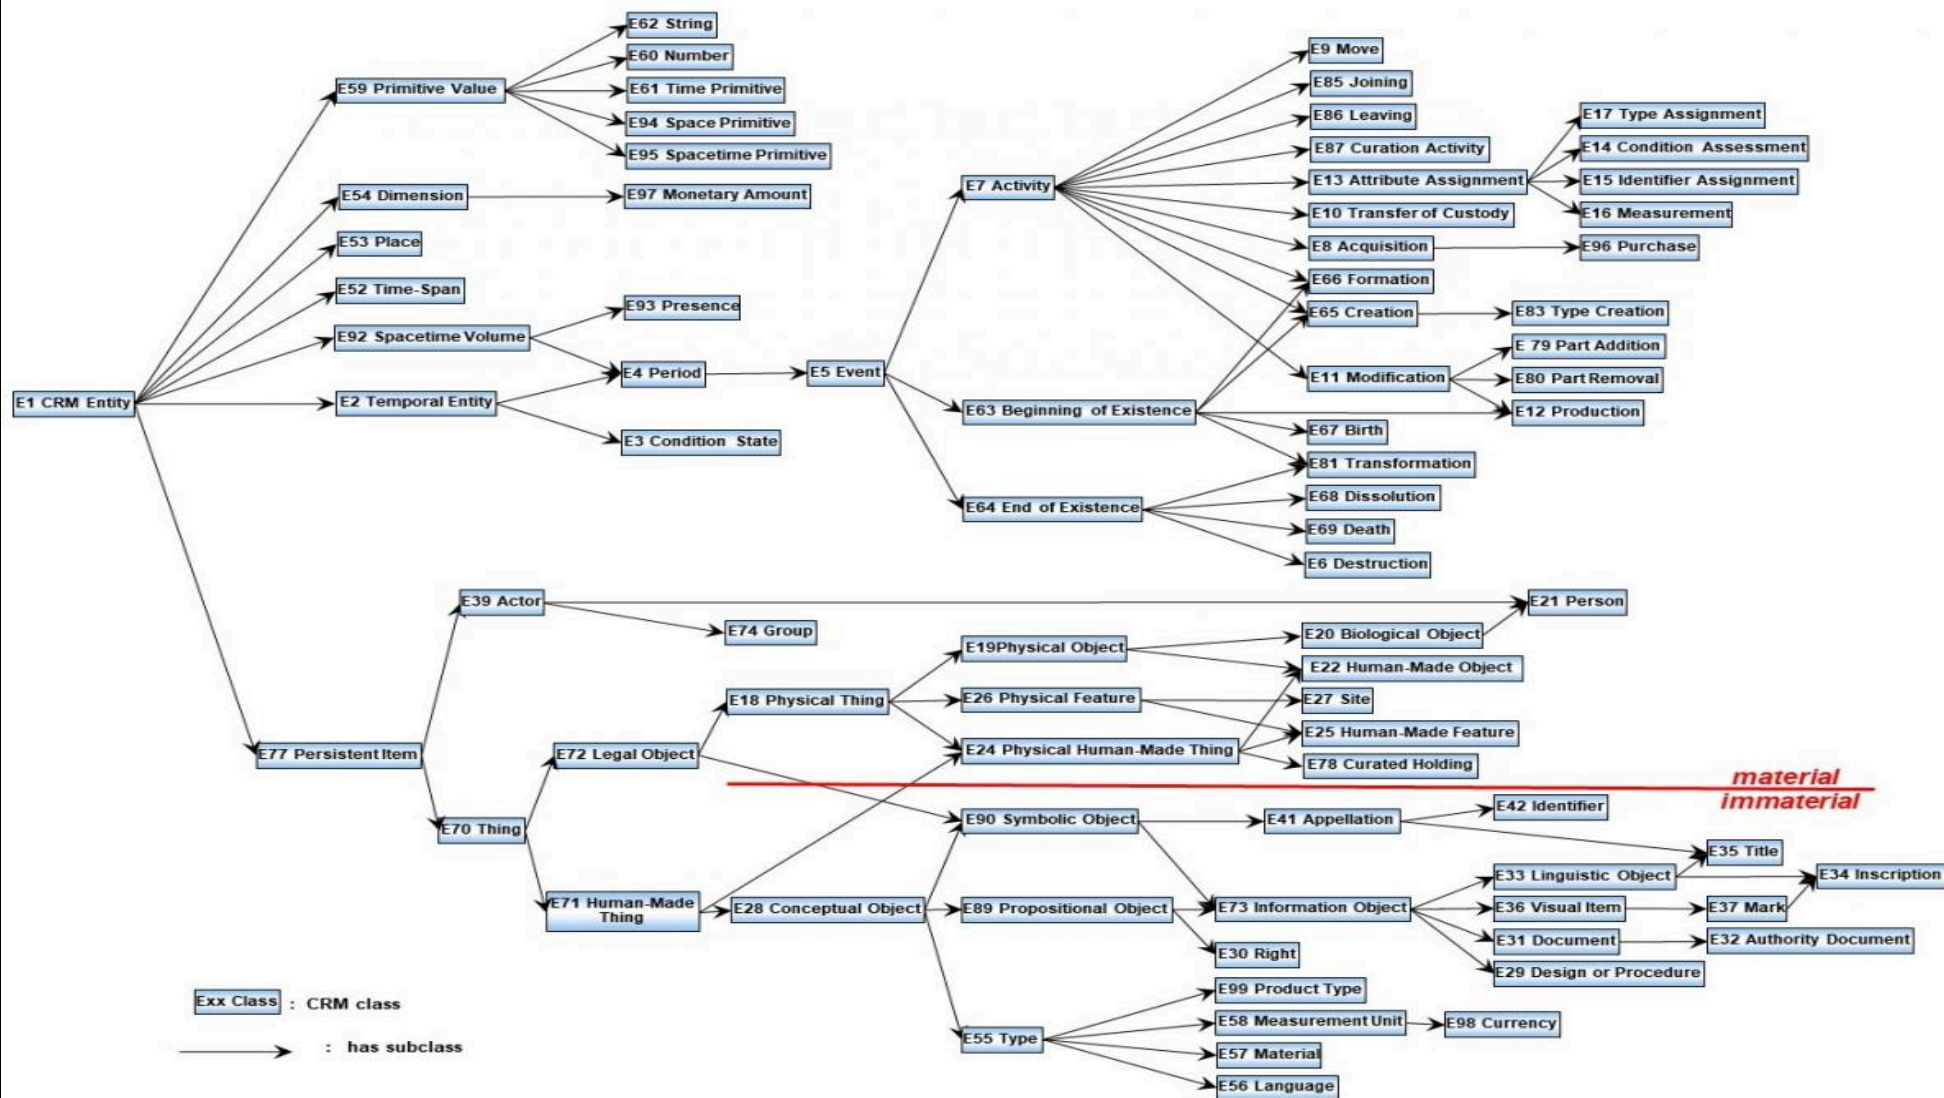 E62 String
E60 Number
E59 Primitive Value
E61 Time Primitive
E94 Space Primitive
E95 Spacetime Primitive
E54 Dimension
E97 Monetary Amount
E53 Place
E52 Time-Span
E93 Presence
E92 Spacetime Volume
E4 Period
E5 Event
E1 CRM Entity
E2 Temporal Entity
E3 Condition State
E9 Move
E85 Joining
E86 Leaving
E17 Type Assignment
E87 Curation Activity
E14 Condition Assessment
E7 Activity
E13 Attribute Assignment
E15 Identifier Assignment
E10 Transfer of Custody
E16 Measurement
E8 Acquisition
E96 Purchase
E66 Formation
E65 Creation
E83 Type Creation
E 79 Part Addition
E11 Modification
E80 Part Removal
E63 Beginning of Existence
E12 Production
E67 Birth
E81 Transformation
E68 Dissolution
E64 End of Existence
E69 Death
E6 Destruction
E39 Actor
E21 Person
E74 Group
E19Physical Object
E20 Biological Object
E22 Human-Made Object
E18 Physical Thing
E26 Physical Feature
E27 Site
E25 Human-Made Feature
E77 Persistent Item
E72 Legal Object
E24 Physical Human-Made Thing
E78 Curated Holding
material
immaterial
E70 Thing
E90 Symbolic Object
E41 Appellation
E42 Identifier
E35 Title
E33 Linguistic Object
E34 Inscription
E71 Human-Made
Thing
E28 Conceptual Object
E89 Propositional Object
E73 Information Object
E36 Visual Item
E37 Mark
E31 Document
E32 Authority Document
E30 Right
E29 Design or Procedure
E99 Product Type
E58 Measurement Unit
E98 Currency
E55 Type
E57 Material
E56 Language
Exx Class : CRM class
: has subclass